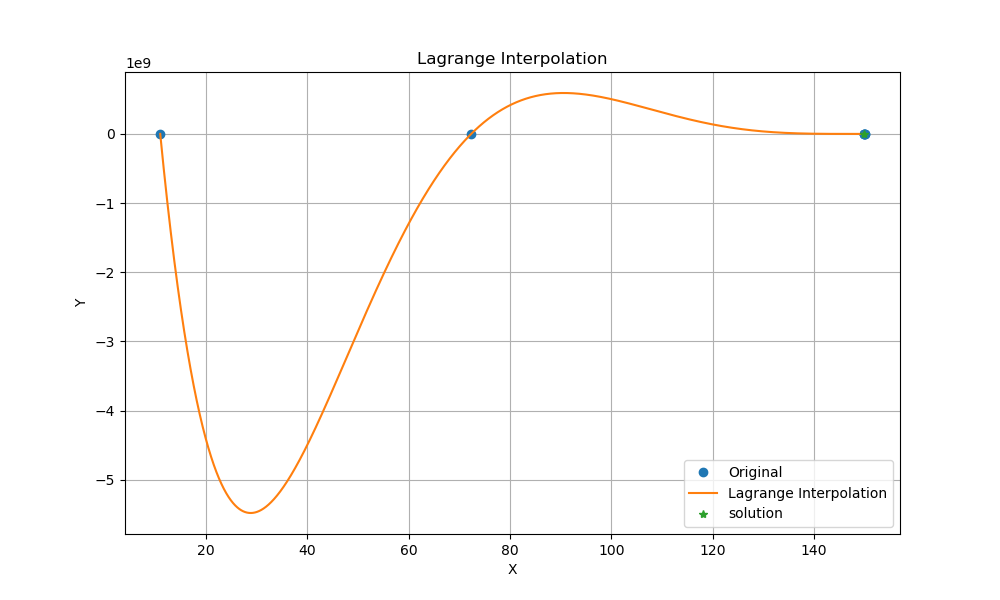 Lagrange Interpolation
1e9
0
−1
−2
−3
−4
−5
Y
20 40 60 80 100 120 140
X
Original
Lagrange Interpolation
solution